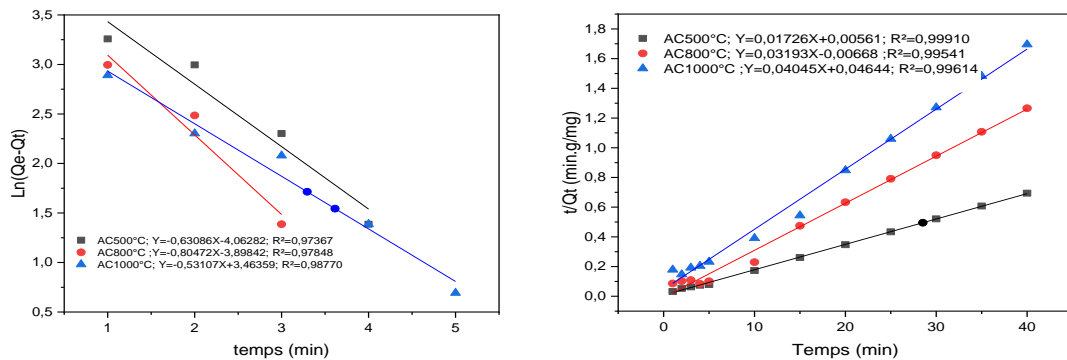 3,5
3,0
2,5
2,0
1,5
1,0
0,5
Ln(Qe-Qt)
AC500°C; Y=-0,63086X-4,06282; R²=0,97367
AC800°C ;Y=-0,80472X-3,89842; R²=0,97848
AC1000°C; Y=-0,53107X+3,46359; R²=0,98770
1 2 3 4 5
temps (min)
AC500°C; Y=0,01726X+0,00561; R²=0,99910
AC800°C; Y=0,03193X-0,00668 ;R²=0,99541
AC1000°C ;Y=0,04045X+0,04644; R²=0,99614
1,8
1,6
1,4
1,2
1,0
0,8
0,6
0,4
0,2
0,0
t/Qt (min.g/mg)
0 10 20 30 40
Temps (min)